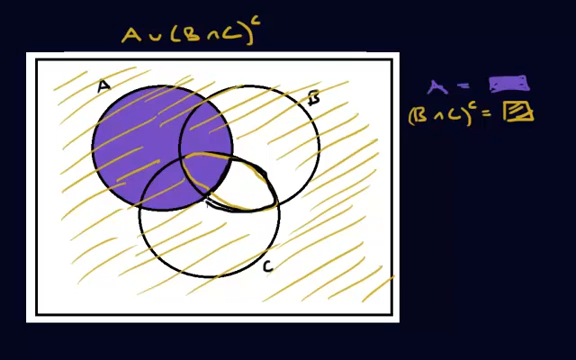 A ∪ (B ∩ C)ᶜ
A
B
C
A =
(B ∩ C)ᶜ =